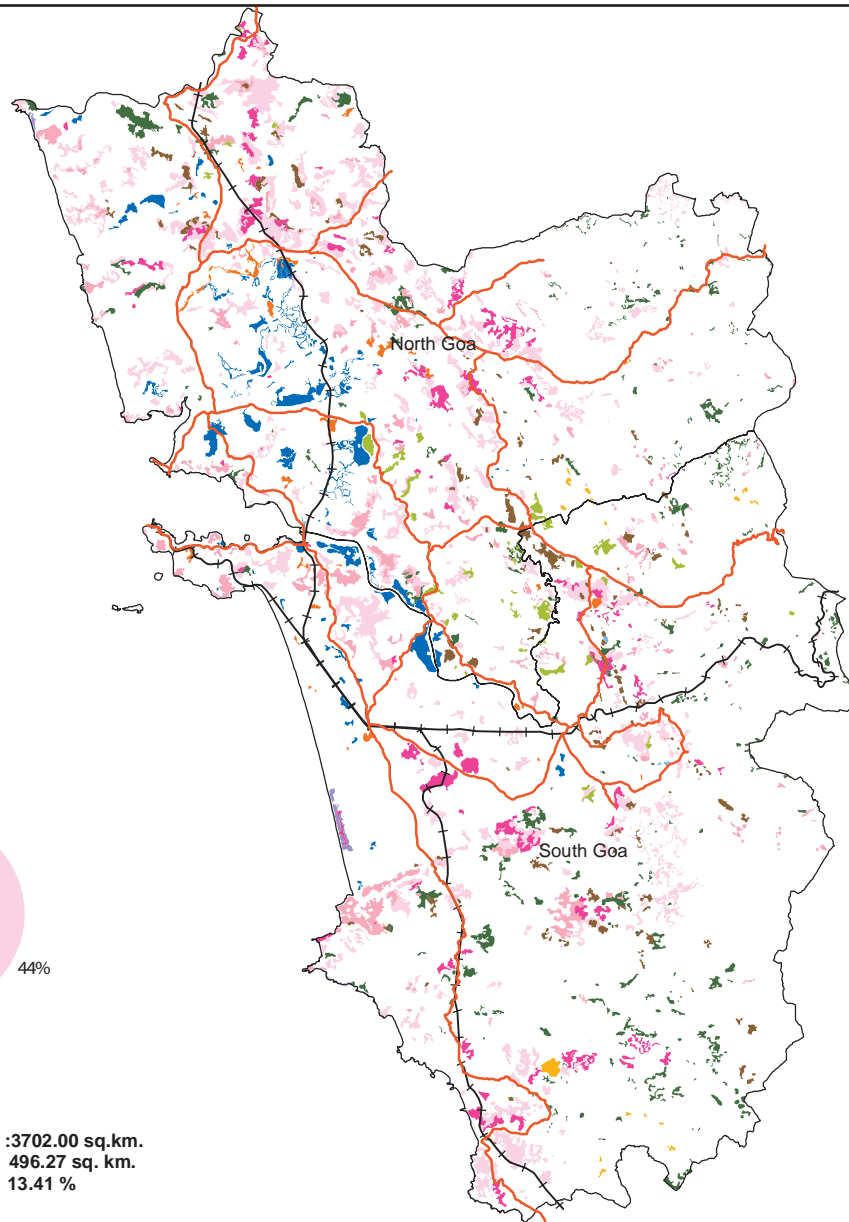 North Goa
South Goa
44%
:3702.00 sq.km.
496.27 sq. km.
13.41 %